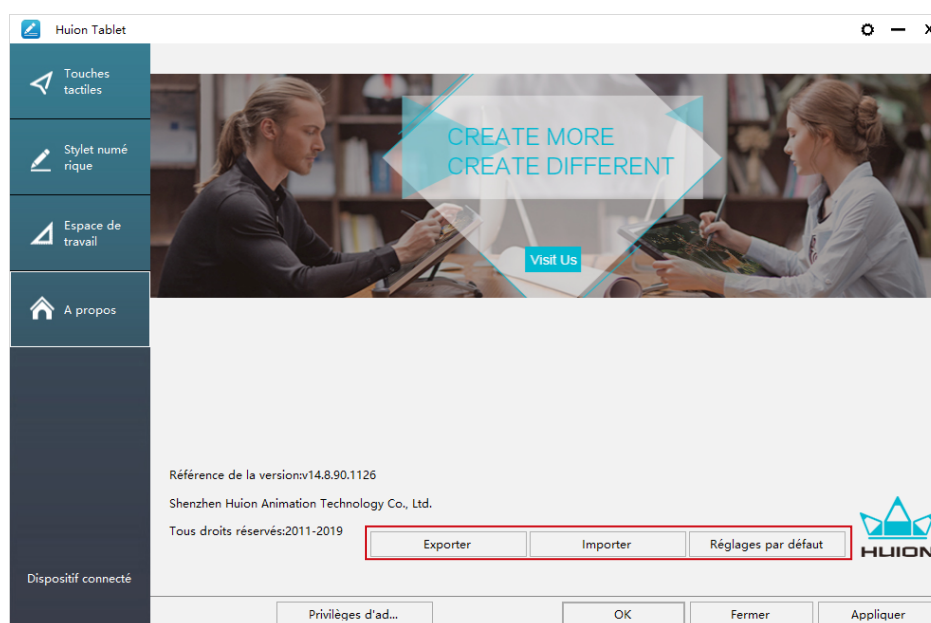 Huion Tablet
Touches
tactiles
Stylet numé
rique
Espace de
travail
A propos
Dispositif connecté
CREATE MORE
CREATE DIFFERENT
Visit Us
Référence de la version:v14.8.90.1126
Shenzhen Huion Animation Technology Co., Ltd.
Tous droits réservés:2011-2019
Exporter Importer Réglages par défaut
HUION
Privilèges d'ad... OK Fermer Appliquer